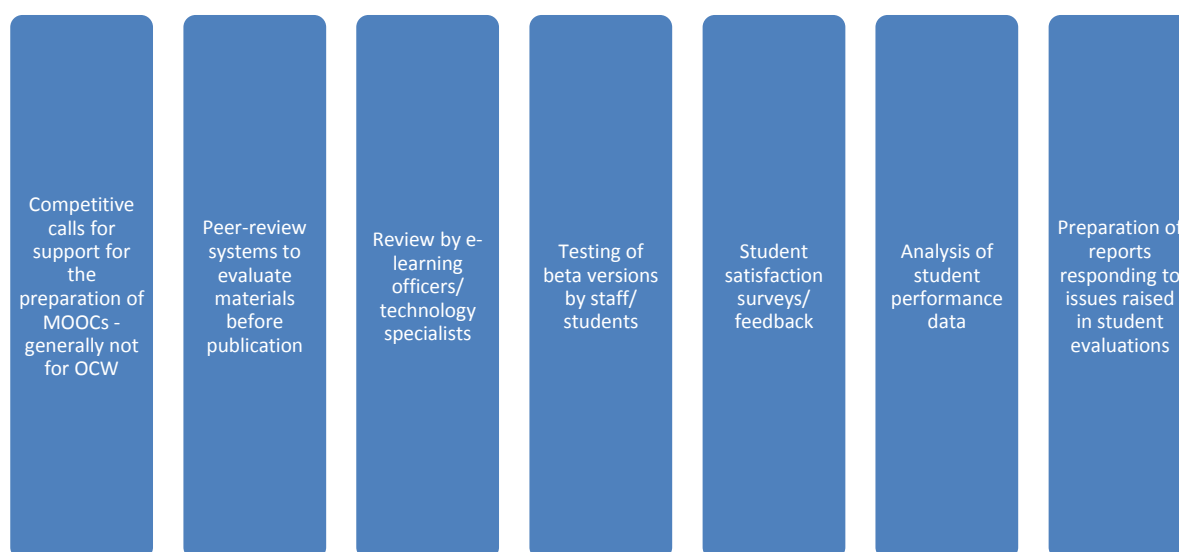 Competitive
calls for
support for
the
preparation of
MOOCs -
generally not
for OCW
Peer-review
systems to
evaluate
materials
before
publication
Review by e-
learning
officers/
technology
specialists
Testing of
beta versions
by staff/
students
Student
satisfaction
surveys/
feedback
Analysis of
student
performance
data
Preparation of
reports
responding to
issues raised
in student
evaluations